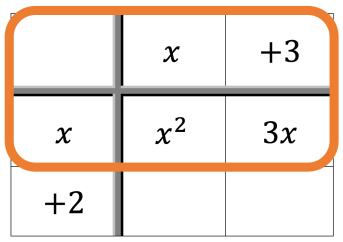 x +3
x x² 3x
+2